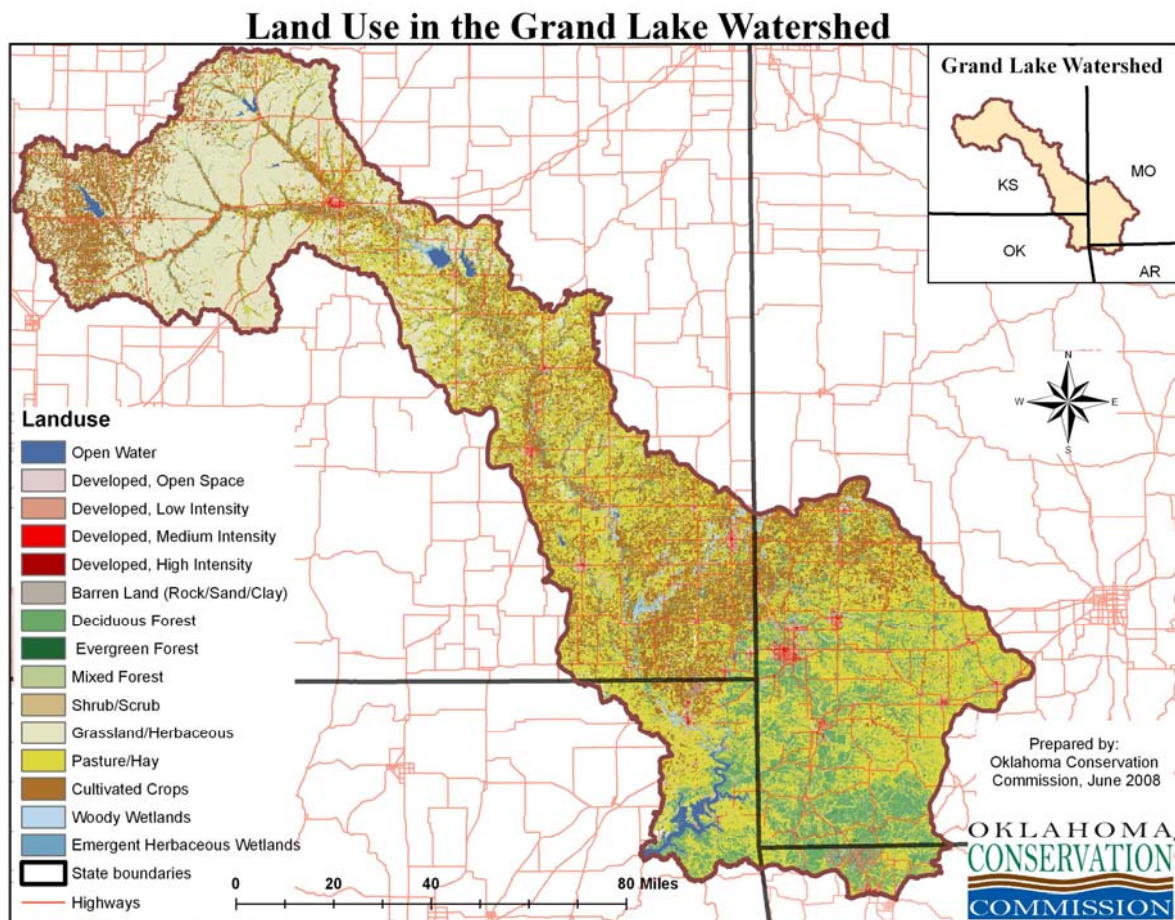 Land Use in the Grand Lake Watershed
Grand Lake Watershed
MO
KS
OK
AR
N
W
E
S
Landuse
Open Water
Developed, Open Space
Developed, Low Intensity
Developed, Medium Intensity
Developed, High Intensity
Barren Land (Rock/Sand/Clay)
Deciduous Forest
Evergreen Forest
Mixed Forest
Shrub/Scrub
Grassland/Herbaceous
Pasture/Hay
Cultivated Crops
Woody Wetlands
Emergent Herbaceous Wetlands
State boundaries
Highways
0 20 40 80 Miles
Prepared by:
Oklahoma Conservation
Commission, June 2008
OKLAHOMA
CONSERVATION
COMMISSION